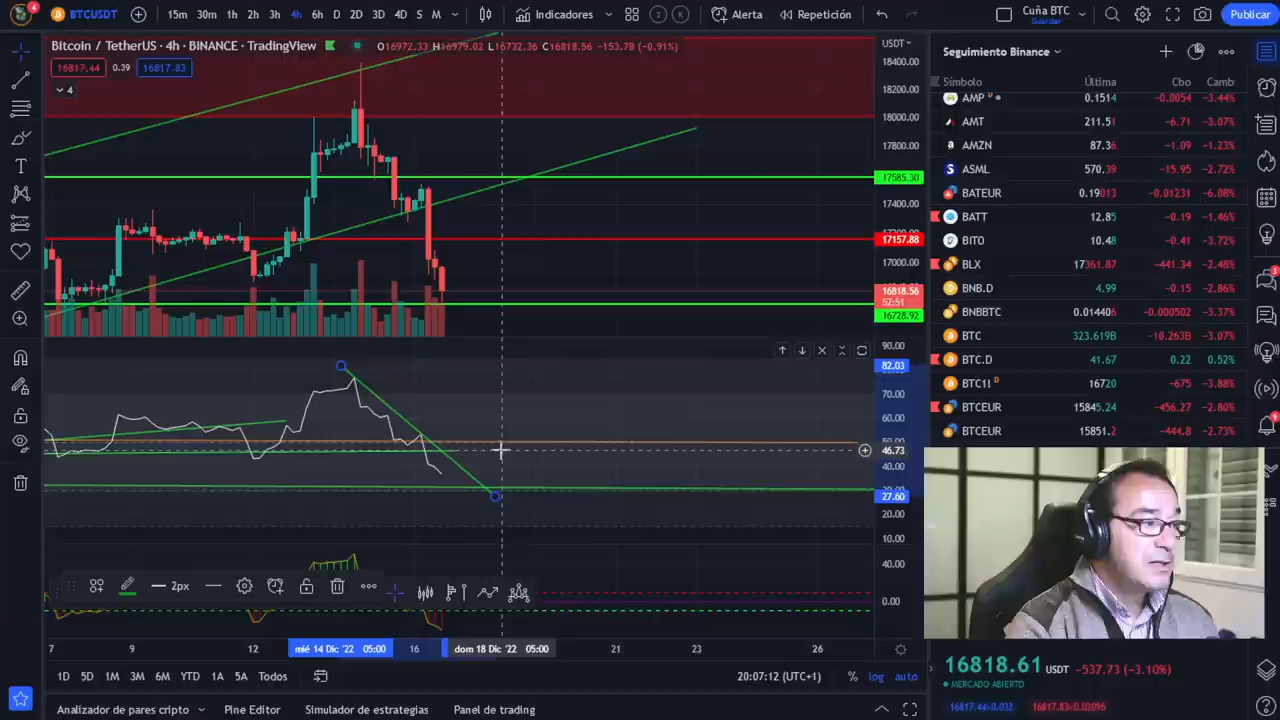 4
BTCUSDT
15m 30m 1h 2h 3h 4h 6h D 2D 3D 4D S M
Indicadores
Alerta
Repetición
Cuña BTC
Guardar
Publicar
Bitcoin / TetherUS · 4h · BINANCE · TradingView
O16972.33 H16979.02 L16732.36 C16818.56 −153.78 (−0.91%)
16817.44 0.39 16817.83
4
USDT
18400.00
18200.00
18000.00
17800.00
17585.30
17400.00
17157.88
17000.00
16818.56
52:51
16728.92
90.00
82.03
70.00
60.00
46.73
40.00
27.60
20.00
10.00
40.00
0.00
2px
7 9 12 mié 14 Dic '22 05:00 16 dom 18 Dic '22 05:00 21 23 26
1D 5D 1M 3M 6M YTD 1A 5A Todos
20:07:12 (UTC+1) % log auto
Analizador de pares cripto Pine Editor Simulador de estrategias Panel de trading
Seguimiento Binance
Símbolo Última Cbo Camb
AMP D 0.1514 −0.0054 −3.44%
AMT 211.51 −6.71 −3.07%
AMZN 87.36 −1.09 −1.23%
ASML 570.39 −15.95 −2.72%
BATEUR 0.19013 −0.01231 −6.08%
BATT 12.85 −0.19 −1.46%
BITO 10.48 −0.41 −3.72%
BLX 17361.87 −441.34 −2.48%
BNB.D 4.99 −0.15 −2.86%
BNBBTC 0.014406 −0.000502 −3.37%
BTC 323.619B −10.263B −3.07%
BTC.D 41.67 0.22 0.52%
BTC1! D 16720 −675 −3.88%
BTCEUR 15845.24 −456.27 −2.80%
BTCEUR 15851.2 −444.8 −2.73%
3
9
16818.61 USDT −537.73 (−3.10%)
MERCADO ABIERTO
16817.44×0.032 16817.83×0.02096